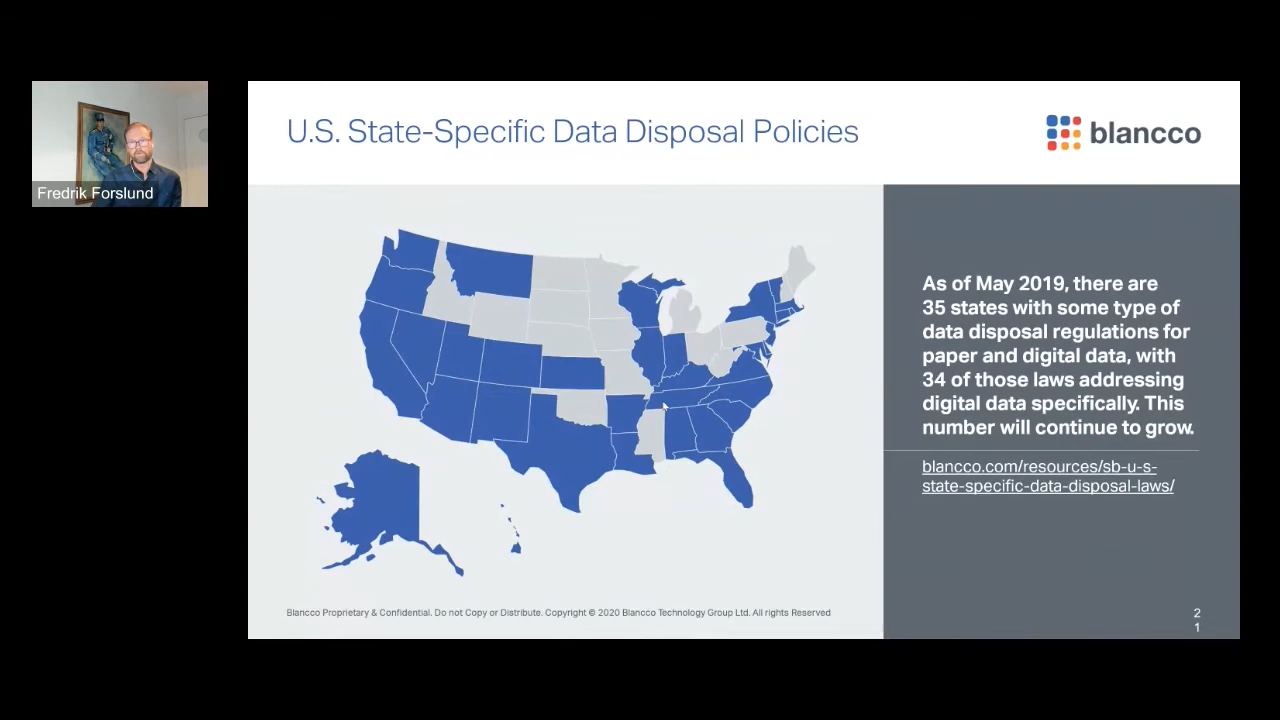 U.S. State-Specific Data Disposal Policies
blancco
Fredrik Forslund
As of May 2019, there are
35 states with some type of
data disposal regulations for
paper and digital data, with
34 of those laws addressing
digital data specifically. This
number will continue to grow.
blancco.com/resources/sb-u-s-
state-specific-data-disposal-laws/
Blancco Proprietary & Confidential. Do not Copy or Distribute. Copyright © 2020 Blancco Technology Group Ltd. All rights Reserved
2
1